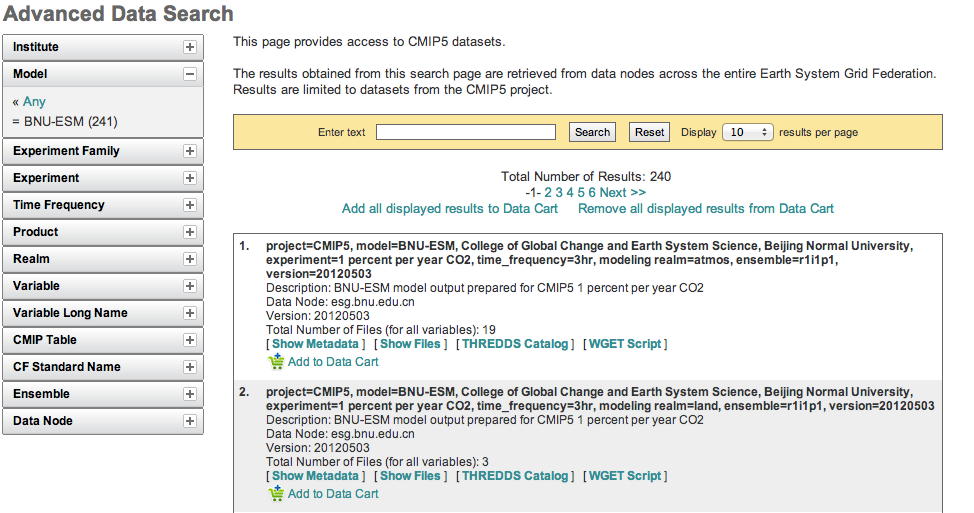 Advanced Data Search
Institute
Model
« Any
= BNU-ESM (241)
Experiment Family
Experiment
Time Frequency
Product
Realm
Variable
Variable Long Name
CMIP Table
CF Standard Name
Ensemble
Data Node
This page provides access to CMIP5 datasets.
The results obtained from this search page are retrieved from data nodes across the entire Earth System Grid Federation.
Results are limited to datasets from the CMIP5 project.
Enter text Search Reset Display 10 results per page
Total Number of Results: 240
-1- 2 3 4 5 6 Next >>
Add all displayed results to Data Cart Remove all displayed results from Data Cart
1. project=CMIP5, model=BNU-ESM, College of Global Change and Earth System Science, Beijing Normal University,
experiment=1 percent per year CO2, time_frequency=3hr, modeling realm=atmos, ensemble=r1i1p1,
version=20120503
Description: BNU-ESM model output prepared for CMIP5 1 percent per year CO2
Data Node: esg.bnu.edu.cn
Version: 20120503
Total Number of Files (for all variables): 19
[ Show Metadata ] [ Show Files ] [ THREDDS Catalog ] [ WGET Script ]
Add to Data Cart
2. project=CMIP5, model=BNU-ESM, College of Global Change and Earth System Science, Beijing Normal University,
experiment=1 percent per year CO2, time_frequency=3hr, modeling realm=land, ensemble=r1i1p1, version=20120503
Description: BNU-ESM model output prepared for CMIP5 1 percent per year CO2
Data Node: esg.bnu.edu.cn
Version: 20120503
Total Number of Files (for all variables): 3
[ Show Metadata ] [ Show Files ] [ THREDDS Catalog ] [ WGET Script ]
Add to Data Cart